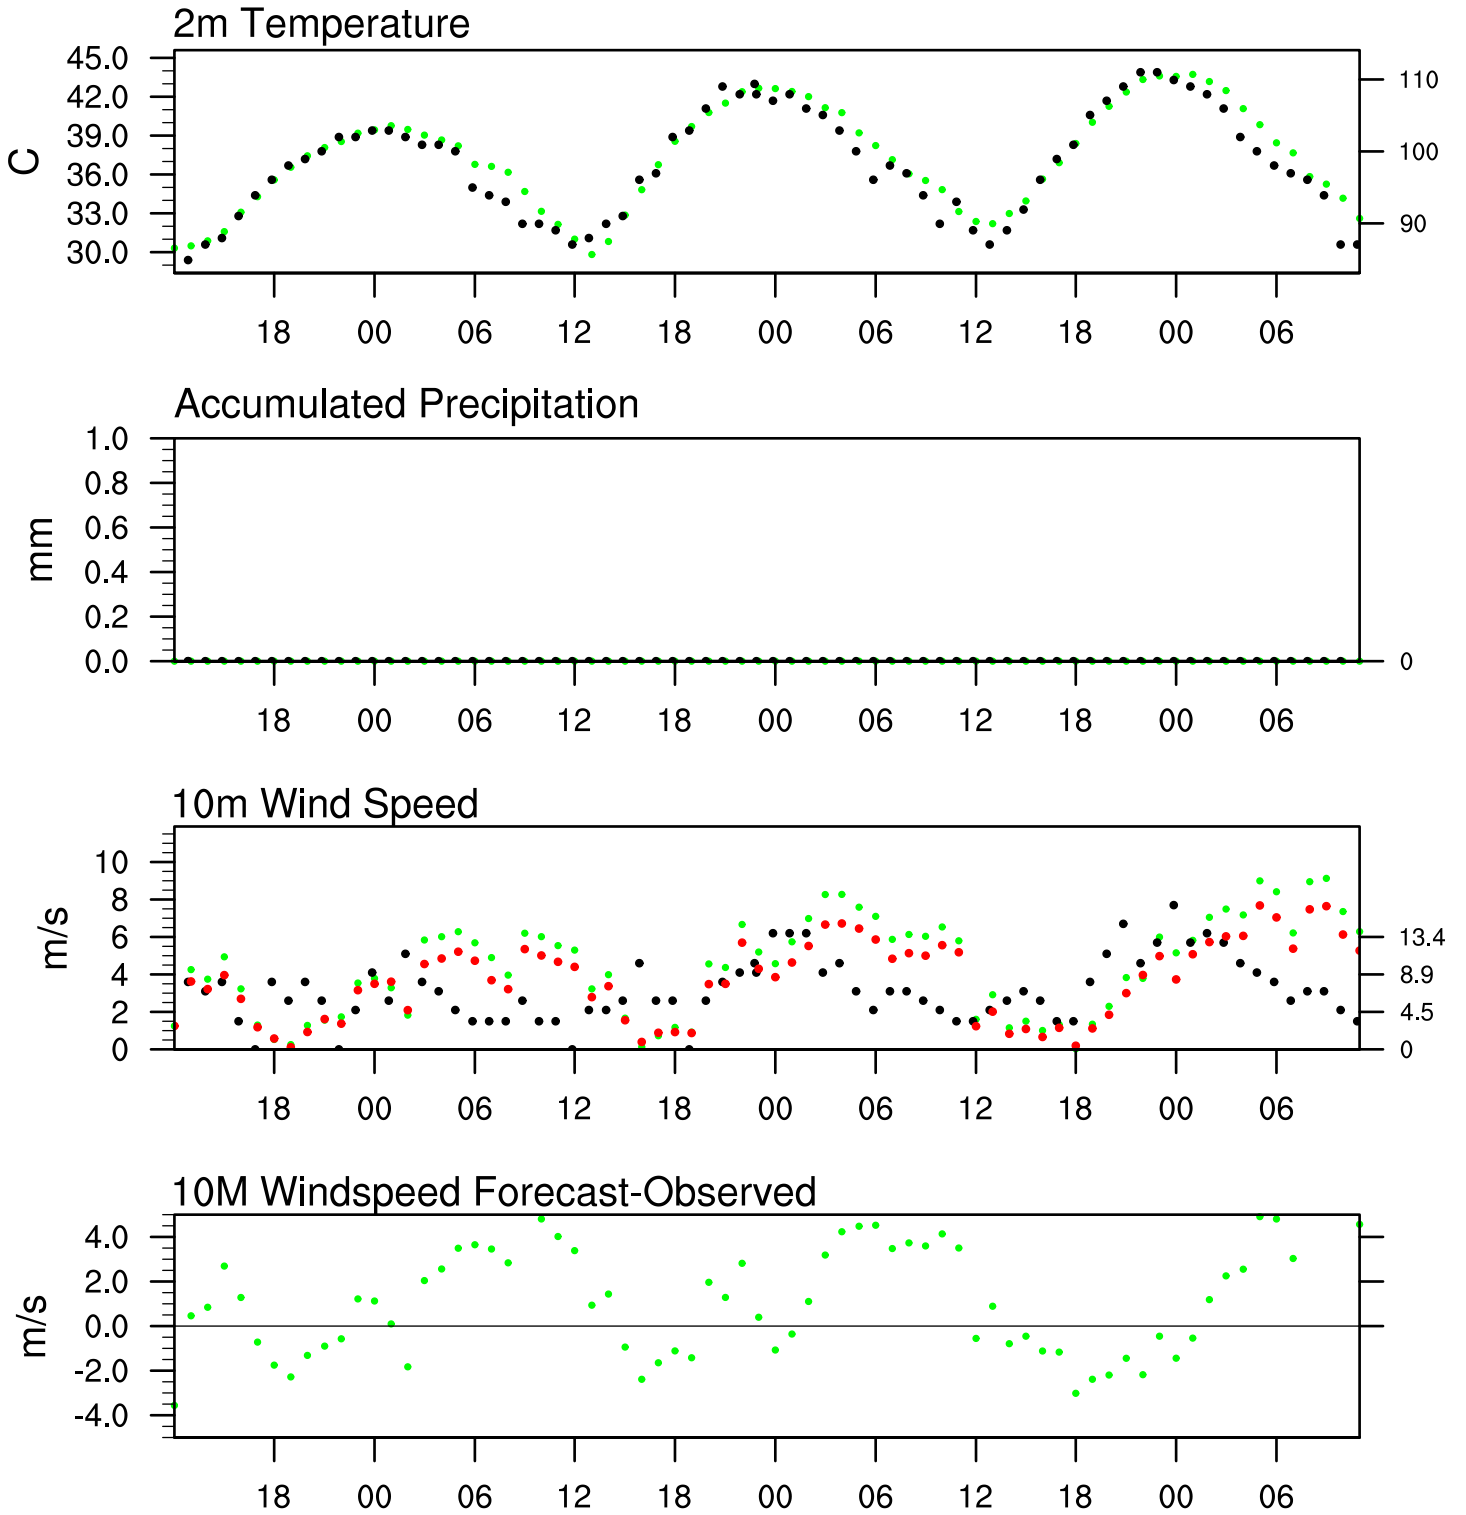 2m Temperature
45.0
42.0
39.0
36.0
33.0
30.0
C
110
100
90
18 00 06 12 18 00 06 12 18 00 06
Accumulated Precipitation
1.0
0.8
0.6
0.4
0.2
0.0
mm
0
18 00 06 12 18 00 06 12 18 00 06
10m Wind Speed
10
8
6
4
2
0
m/s
13.4
8.9
4.5
0
18 00 06 12 18 00 06 12 18 00 06
10M Windspeed Forecast-Observed
4.0
2.0
0.0
-2.0
-4.0
m/s
18 00 06 12 18 00 06 12 18 00 06